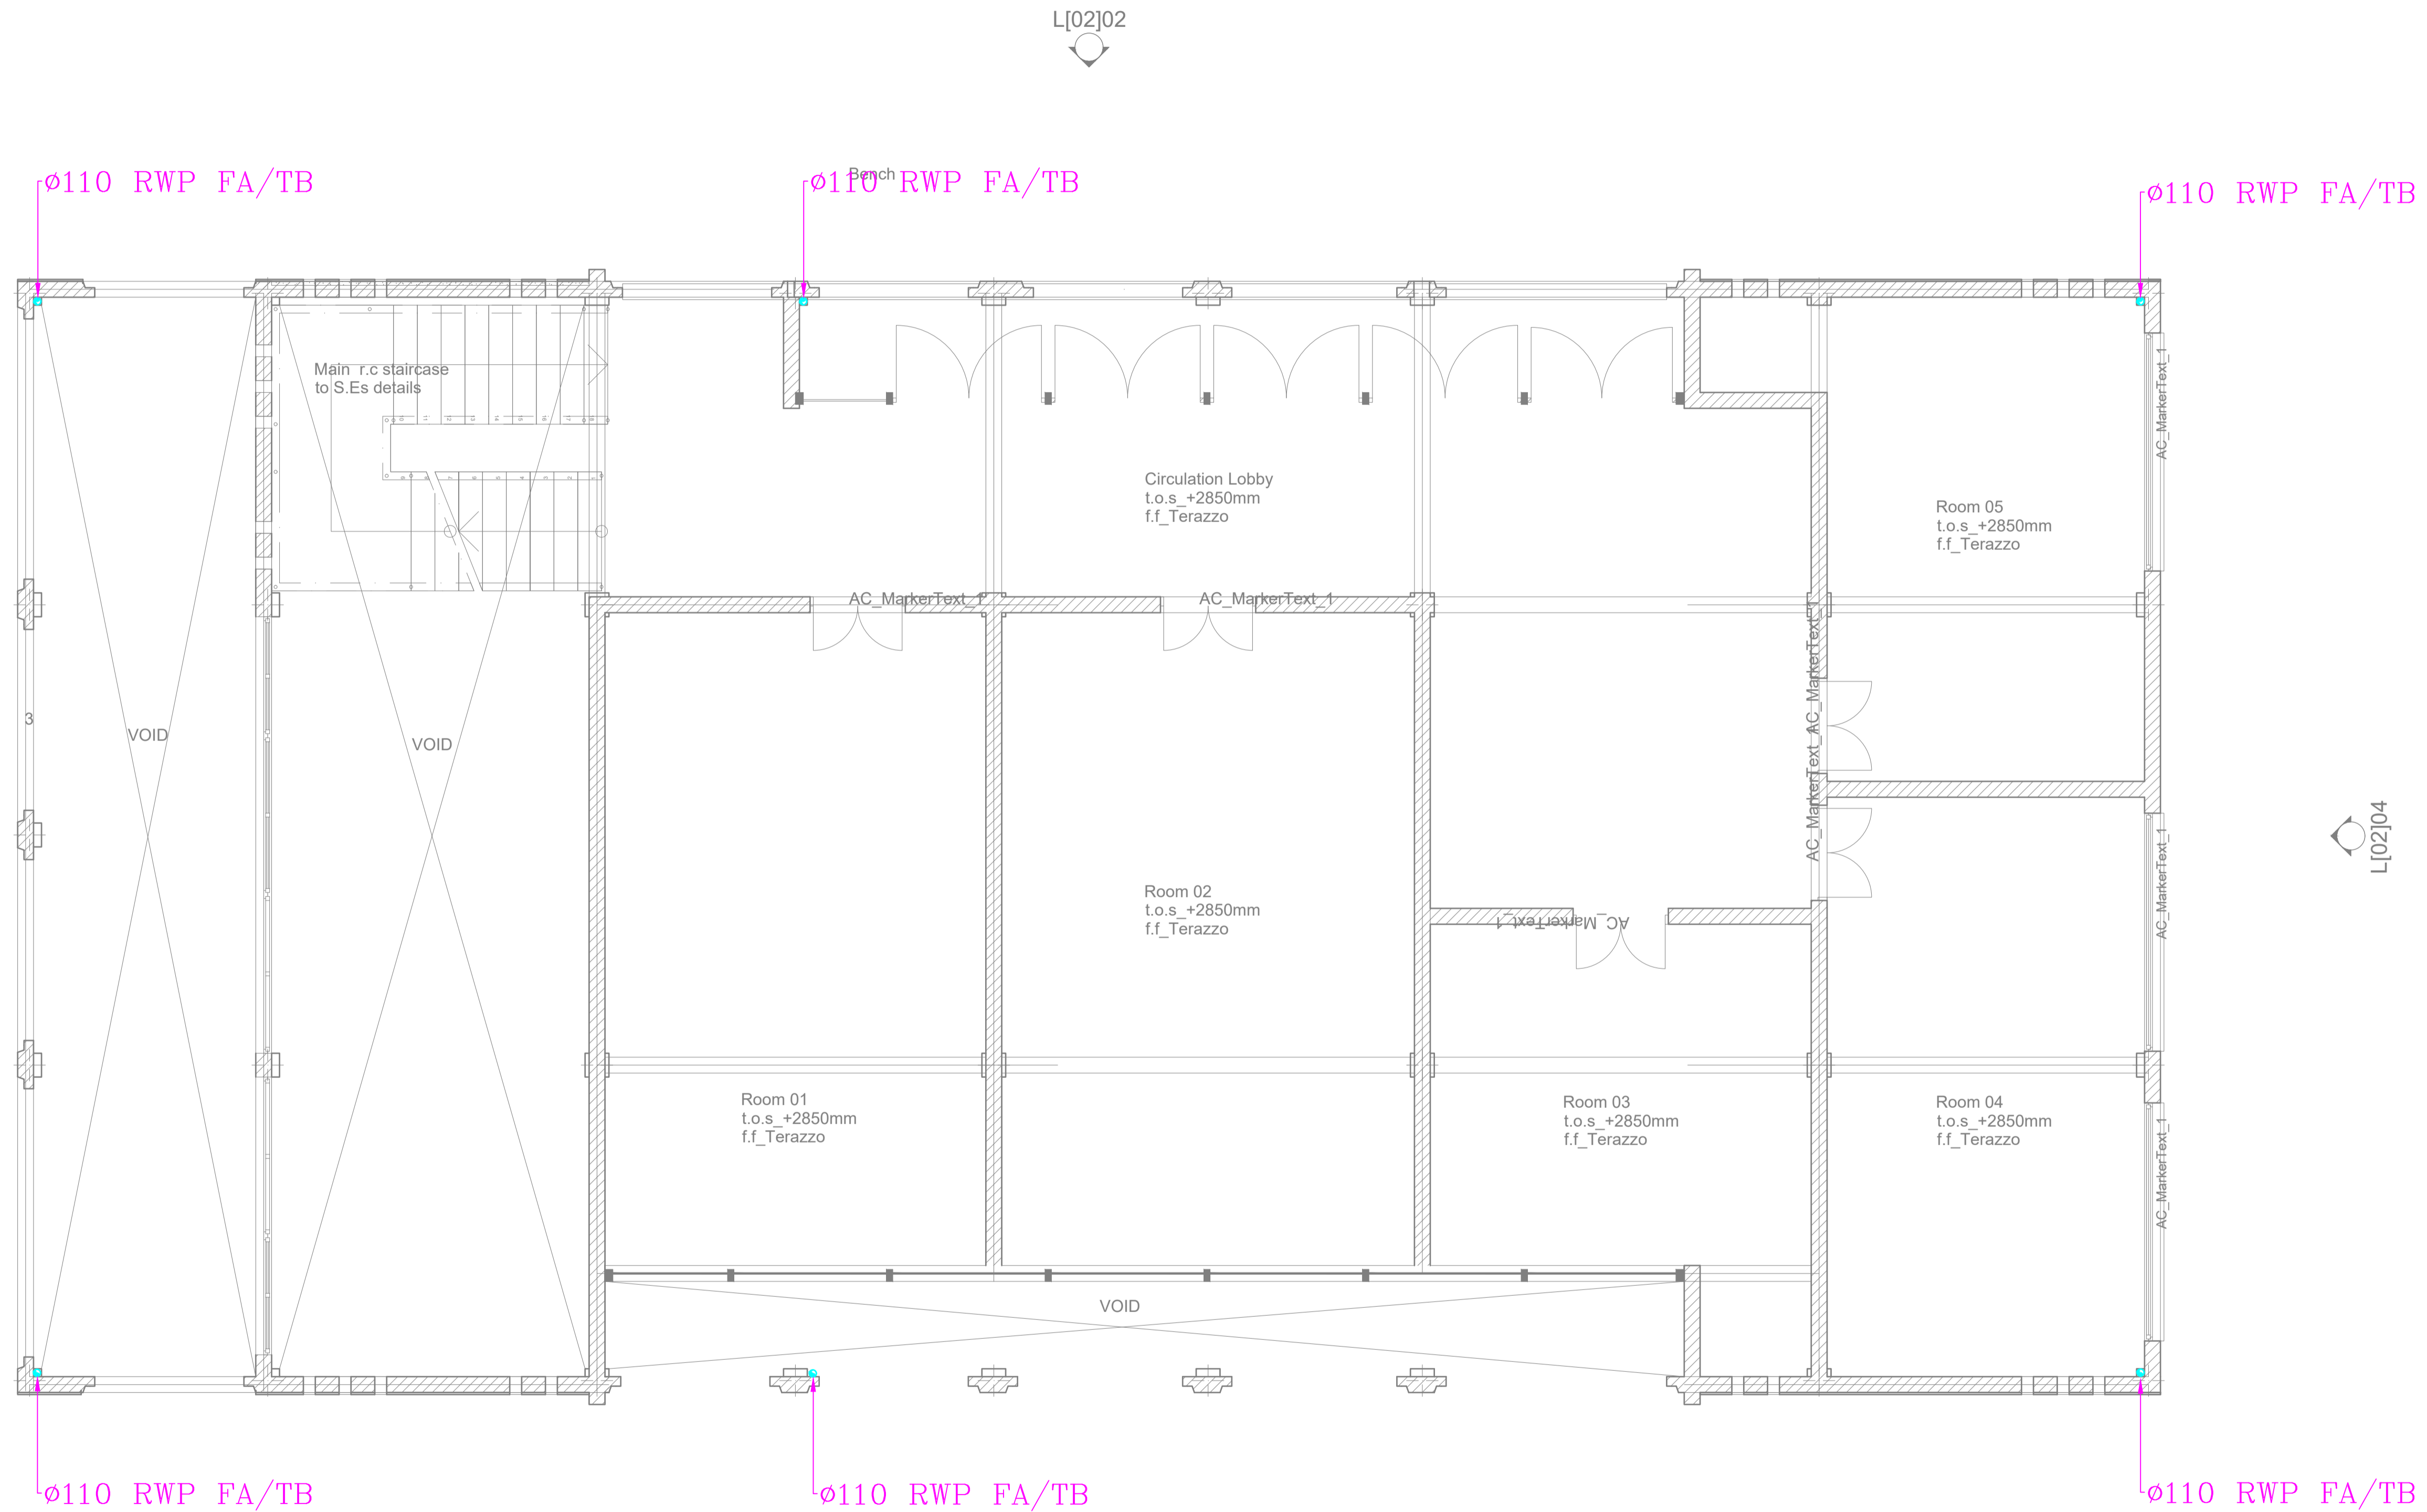 L[02]02
ø110 RWP FA/TB
ø110 RWP FA/TB
Bench
ø110 RWP FA/TB
Main r.c staircase
to S.Es details
AC_MarkerText_1
Circulation Lobby
t.o.s_+2850mm
f.f_Terazzo
Room 05
t.o.s_+2850mm
f.f_Terazzo
AC_MarkerText_1
AC_MarkerText_1
AC_MarkerText_1
AC_MarkerText_1
3
VOID
VOID
L[02]04
Room 02
t.o.s_+2850mm
f.f_Terazzo
AC_MarkerText_1
AC_MarkerText_1
Room 01
t.o.s_+2850mm
f.f_Terazzo
Room 03
t.o.s_+2850mm
f.f_Terazzo
Room 04
t.o.s_+2850mm
f.f_Terazzo
AC_MarkerText_1
VOID
ø110 RWP FA/TB
ø110 RWP FA/TB
ø110 RWP FA/TB